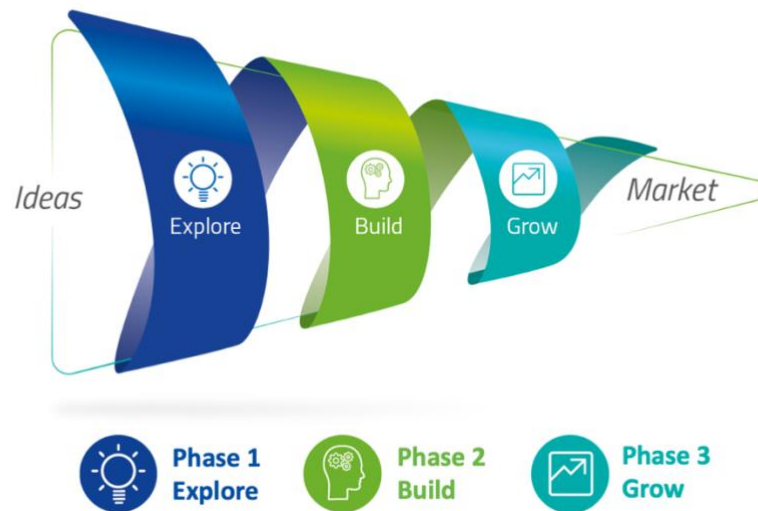 Ideas
Explore
Build
Grow
Market
Phase 1
Explore
Phase 2
Build
Phase 3
Grow